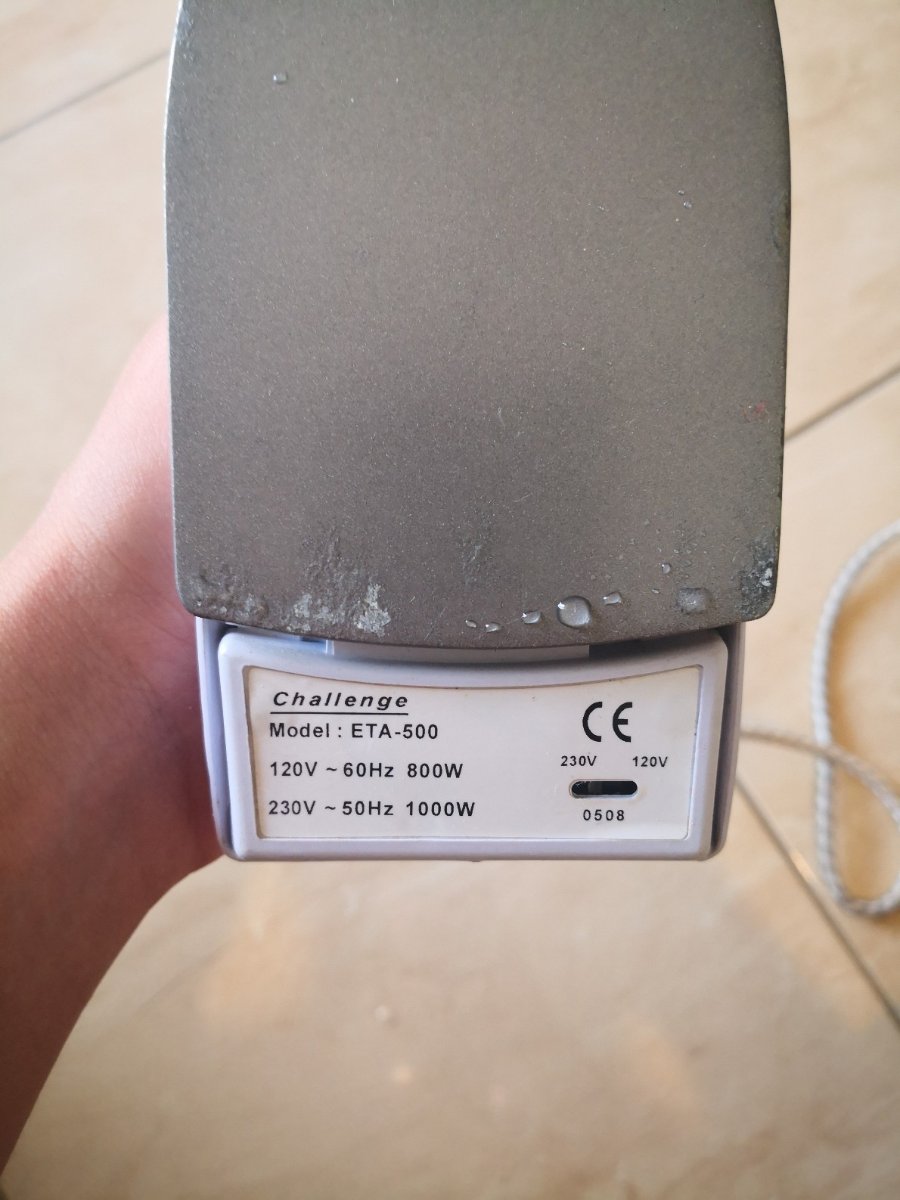 Challenge
Model : ETA-500
120V ~ 60Hz 800W
230V ~ 50Hz 1000W
CE
230V 120V
0508